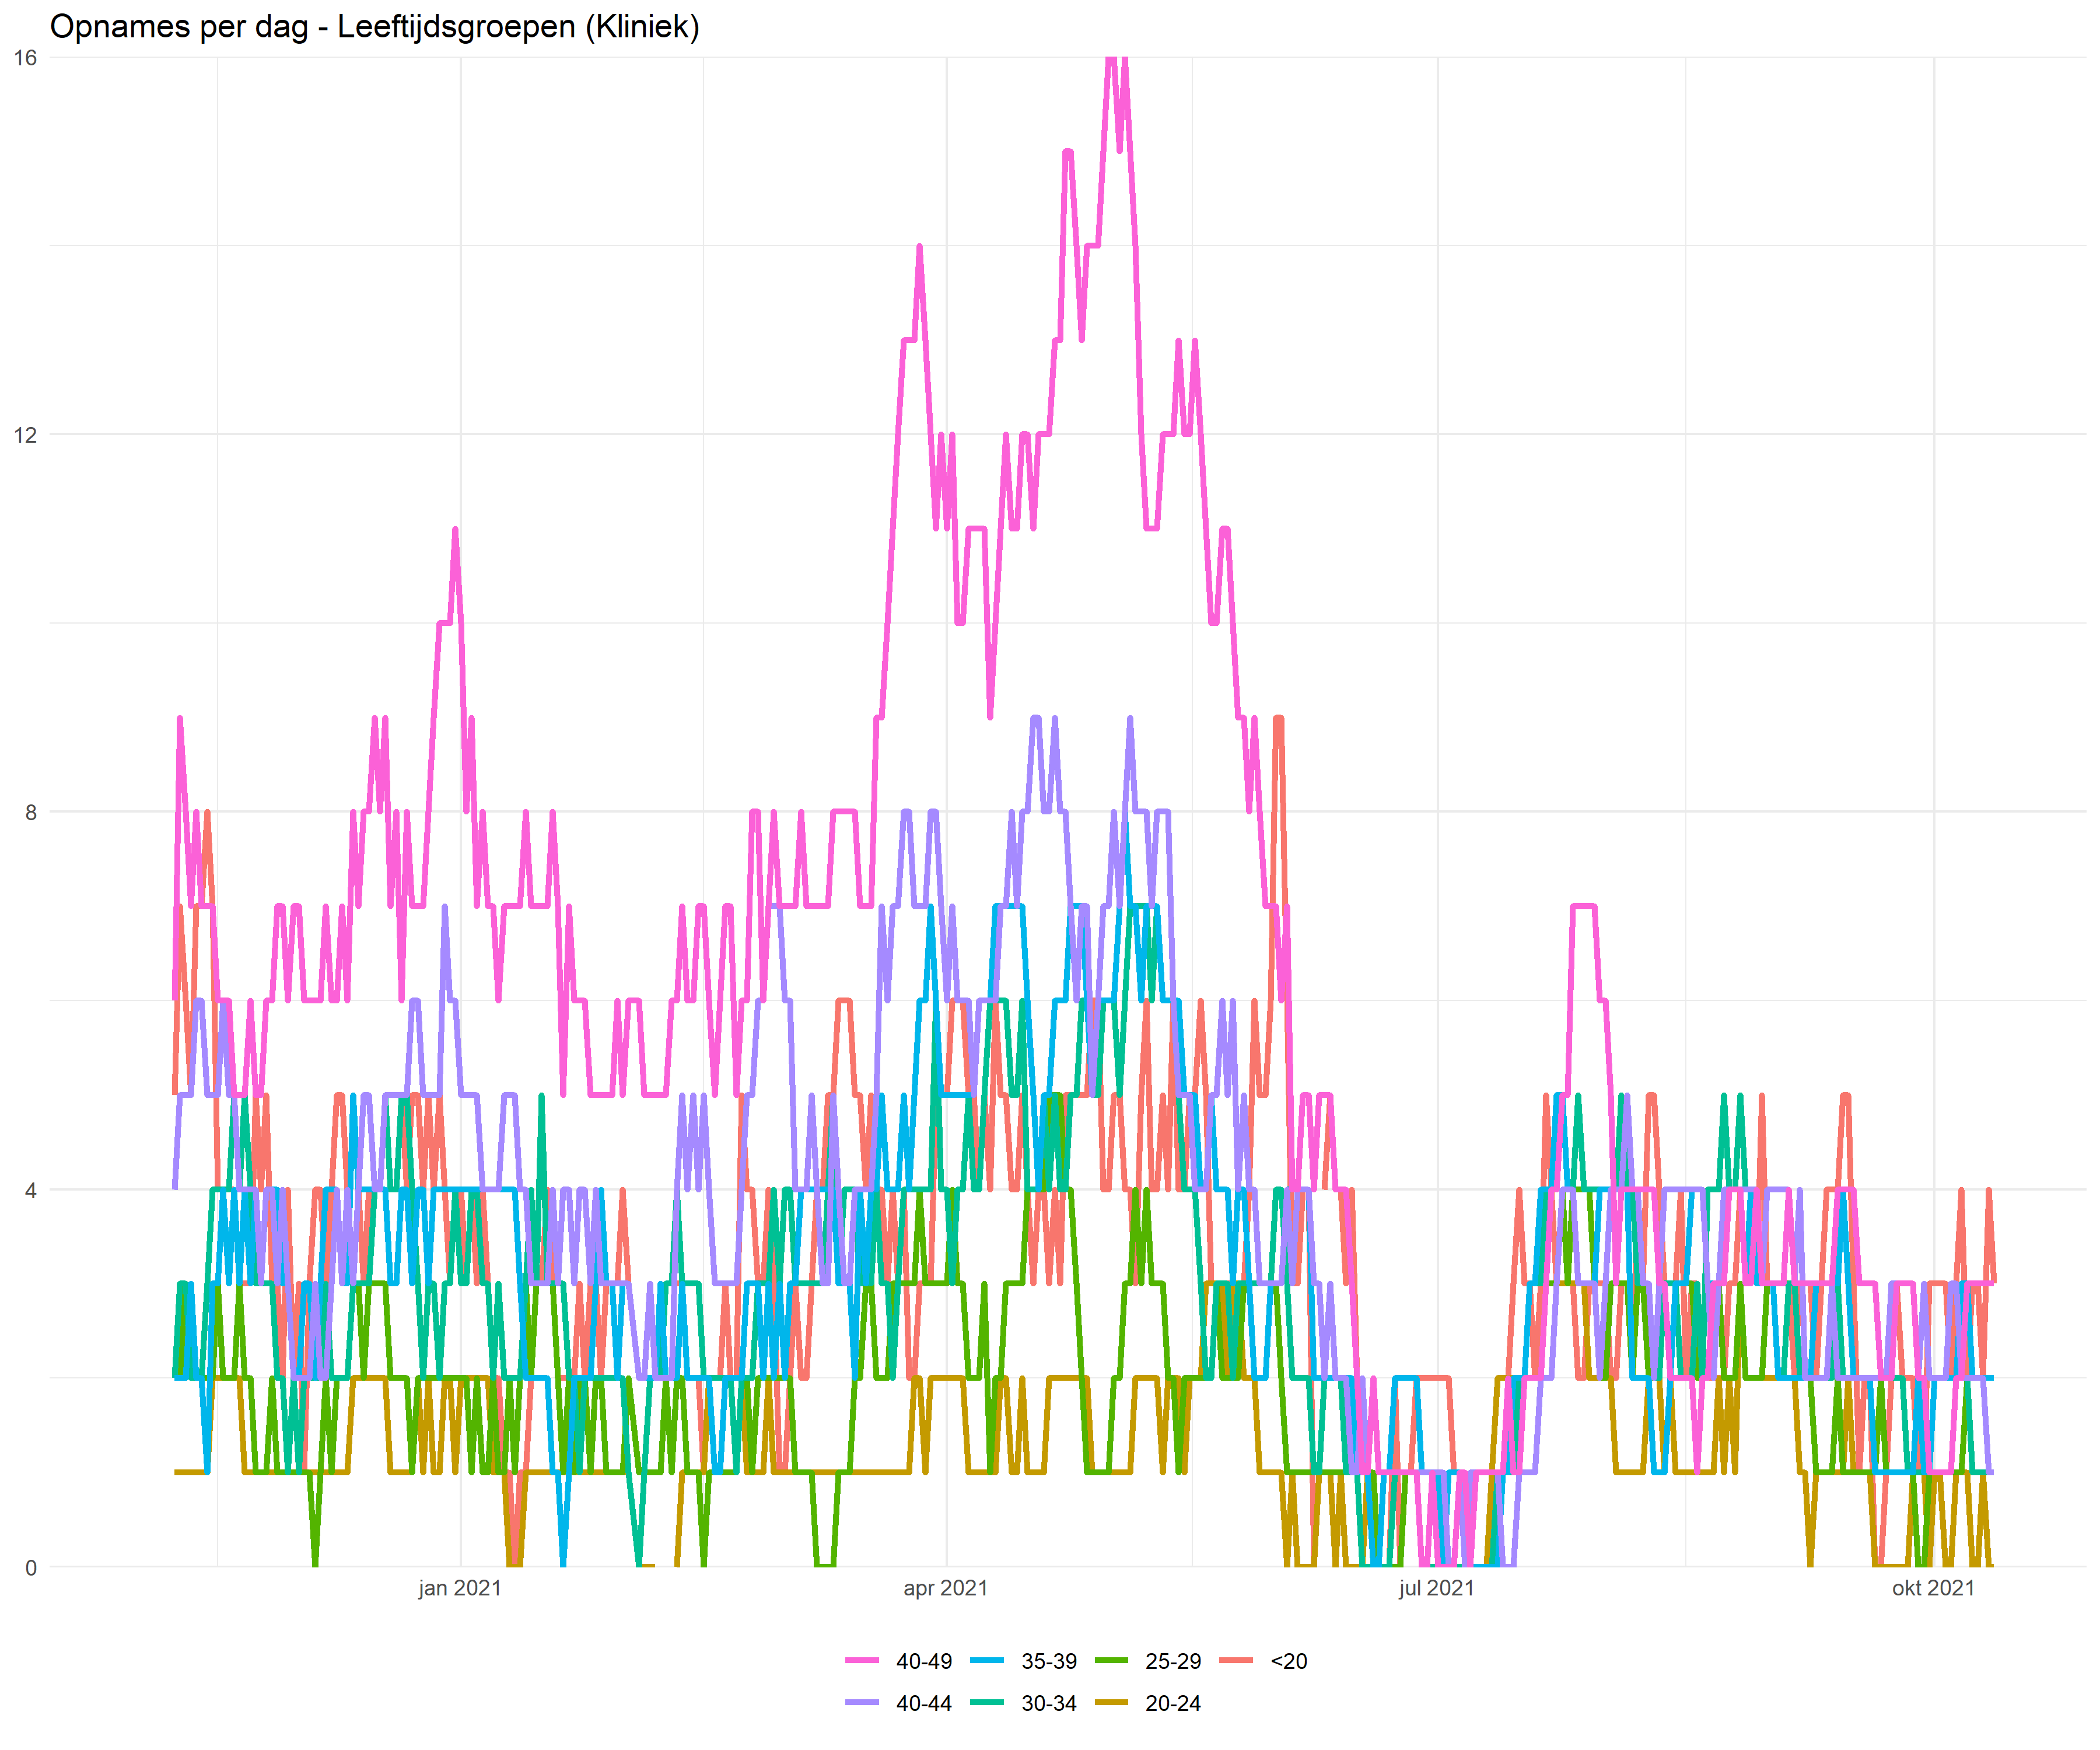 Opnames per dag - Leeftijdsgroepen (Kliniek)
16
12
8
4
0
jan 2021 apr 2021 jul 2021 okt 2021
40-49 35-39 25-29 <20
40-44 30-34 20-24